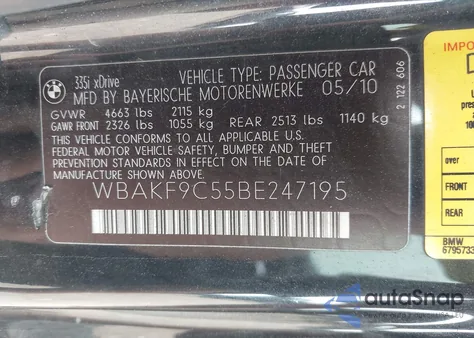 335i xDrive VEHICLE TYPE: PASSENGER CAR
MFD BY BAYERISCHE MOTORENWERKE 05/10
GVWR 4663 lbs 2115 kg
GAWR FRONT 2326 lbs 1055 kg GAWR REAR 2513 lbs 1140 kg
THIS VEHICLE CONFORMS TO ALL APPLICABLE
FEDERAL MOTOR VEHICLE SAFETY, BUMPER AND THEFT
PREVENTION STANDARDS IN EFFECT ON THE DATE OF
MANUFACTURE SHOWN ABOVE.
WBAKF9C55BE247195
2 122 606
IMPO
BMW
6795733
autoSnap